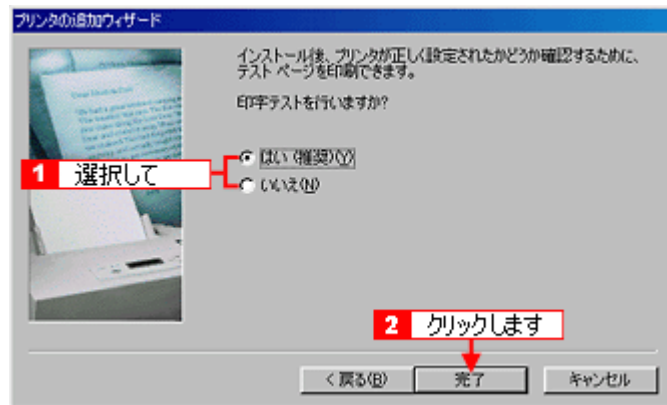 プリンタの追加ウィザード
インストール後、プリンタが正しく設定されたかどうか確認するために、
テスト ページを印刷できます。
印字テストを行いますか?
はい (推奨)(Y)
1 選択して
いいえ(N)
2 クリックします
< 戻る(B)
完了
キャンセル